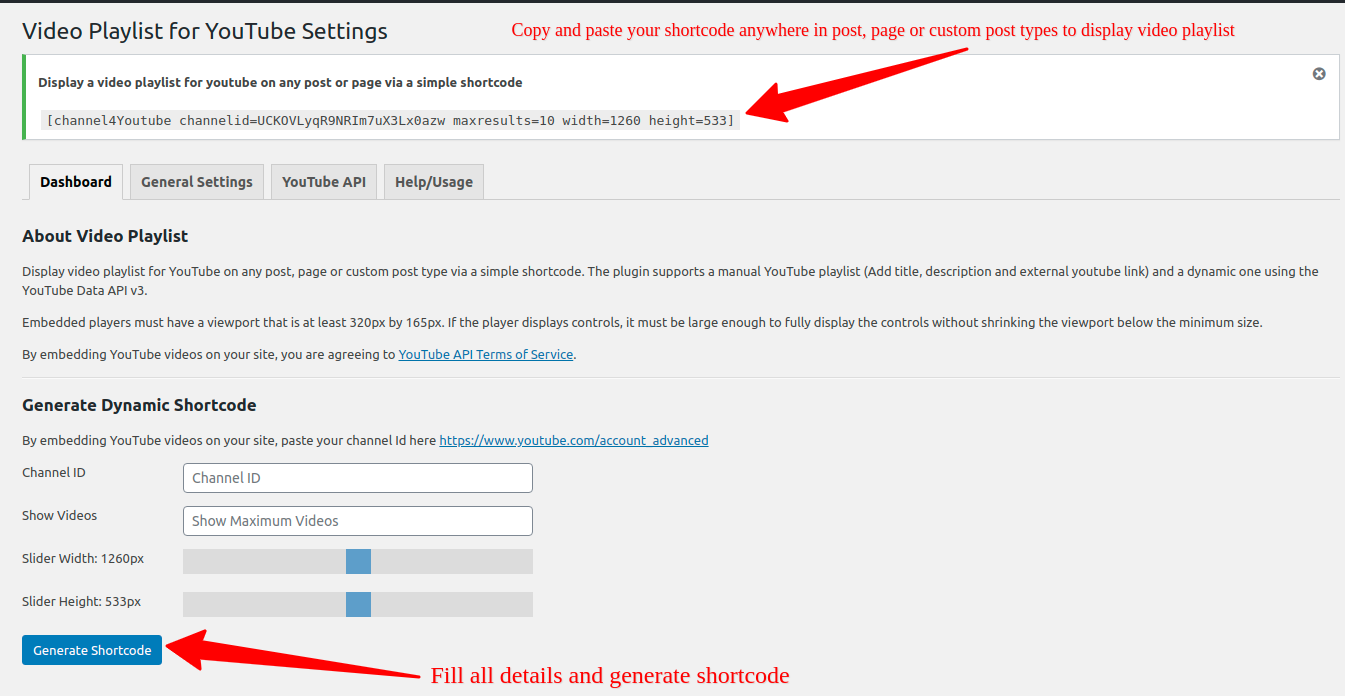 Video Playlist for YouTube Settings
Copy and paste your shortcode anywhere in post, page or custom post types to display video playlist
Display a video playlist for youtube on any post or page via a simple shortcode
[channel4Youtube channelid=UCKOVLyqR9NRIm7uX3Lx0azw maxresults=10 width=1260 height=533]
Dashboard General Settings YouTube API Help/Usage
About Video Playlist
Display video playlist for YouTube on any post, page or custom post type via a simple shortcode. The plugin supports a manual YouTube playlist (Add title, description and external youtube link) and a dynamic one using the
YouTube Data API v3.
Embedded players must have a viewport that is at least 320px by 165px. If the player displays controls, it must be large enough to fully display the controls without shrinking the viewport below the minimum size.
By embedding YouTube videos on your site, you are agreeing to YouTube API Terms of Service.
Generate Dynamic Shortcode
By embedding YouTube videos on your site, paste your channel Id here https://www.youtube.com/account_advanced
Channel ID Channel ID
Show Videos Show Maximum Videos
Slider Width: 1260px
Slider Height: 533px
Generate Shortcode
Fill all details and generate shortcode